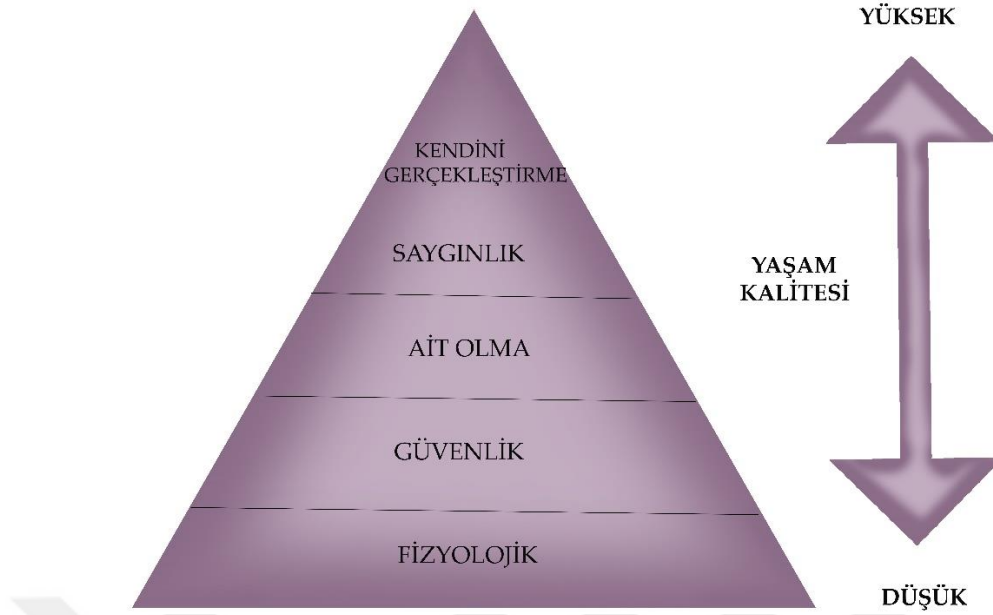 YÜKSEK
KENDİNİ
GERÇEKLEŞTİRME
SAYGINLIK
YAŞAM
KALİTESİ
AİT OLMA
GÜVENLİK
FİZYOLOJİK
DÜŞÜK